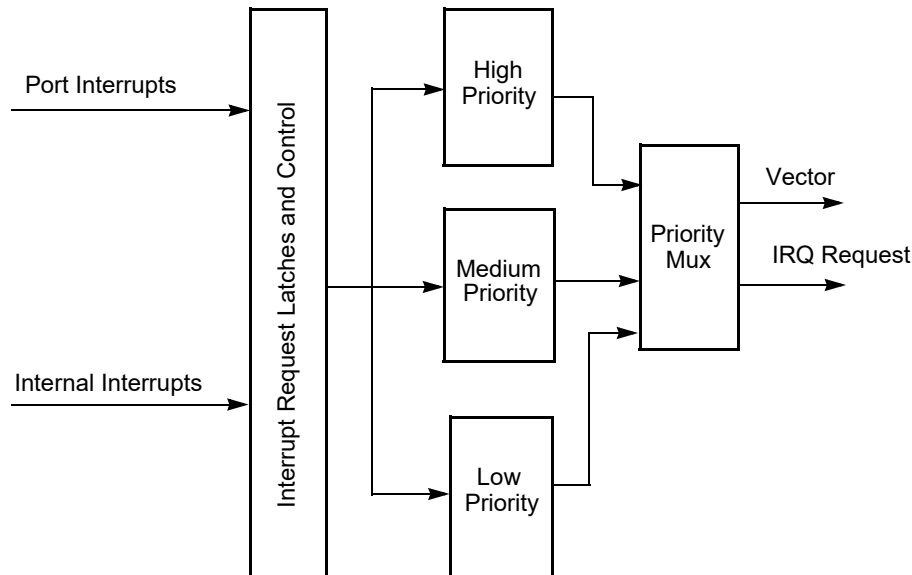 Port Interrupts
Internal Interrupts
Interrupt Request Latches and Control
High
Priority
Medium
Priority
Low
Priority
Priority
Mux
Vector
IRQ Request